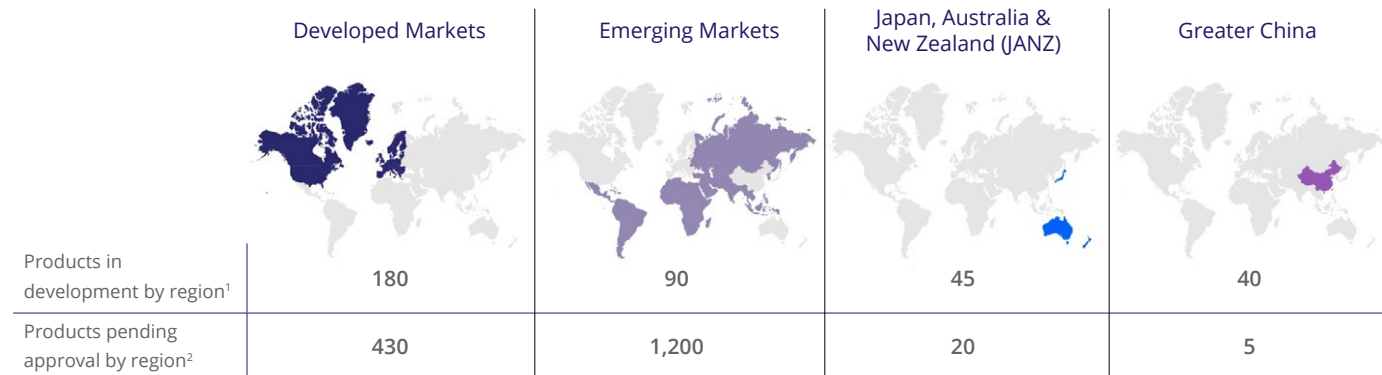 Developed Markets
Emerging Markets
Japan, Australia &
New Zealand (JANZ)
Greater China
Products in
development by region¹
180
90
45
40
Products pending
approval by region²
430
1,200
20
5